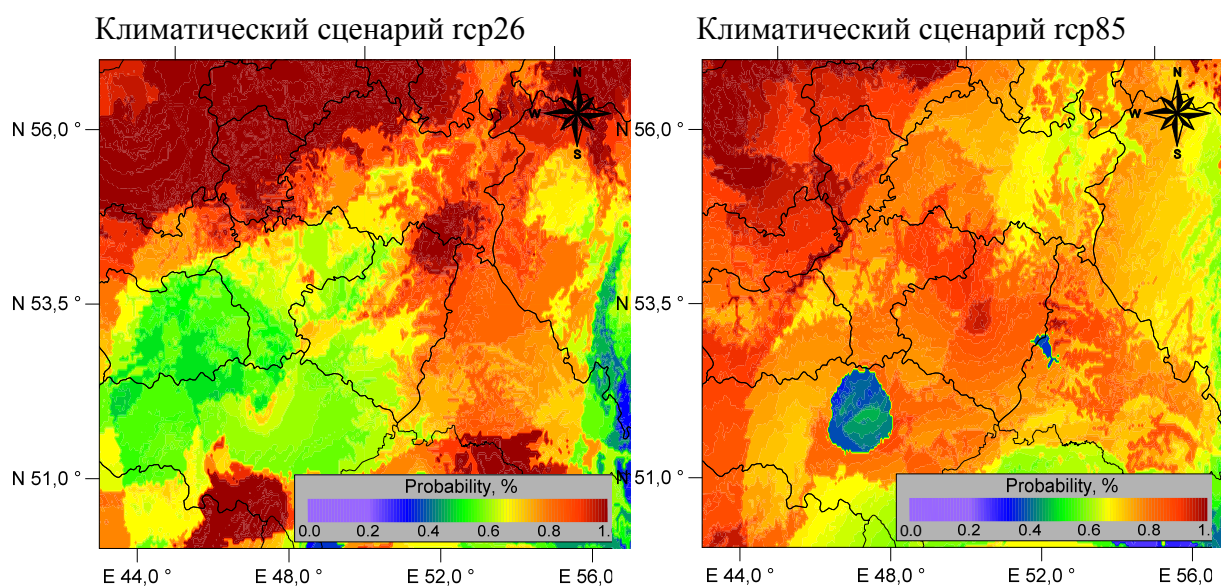 Климатический сценарий rcp26
Климатический сценарий rcp85
N
W
S
N 56,0 °
N 53,5 °
N 51,0 °
Probability, %
0.0 0.2 0.4 0.6 0.8 1.
E 44,0 ° E 48,0 ° E 52,0 ° E 56,0
N
W
S
N 56,0 °
N 53,5 °
N 51,0 °
Probability, %
0.0 0.2 0.4 0.6 0.8 1.
E 44,0 ° E 48,0 ° E 52,0 ° E 56,0